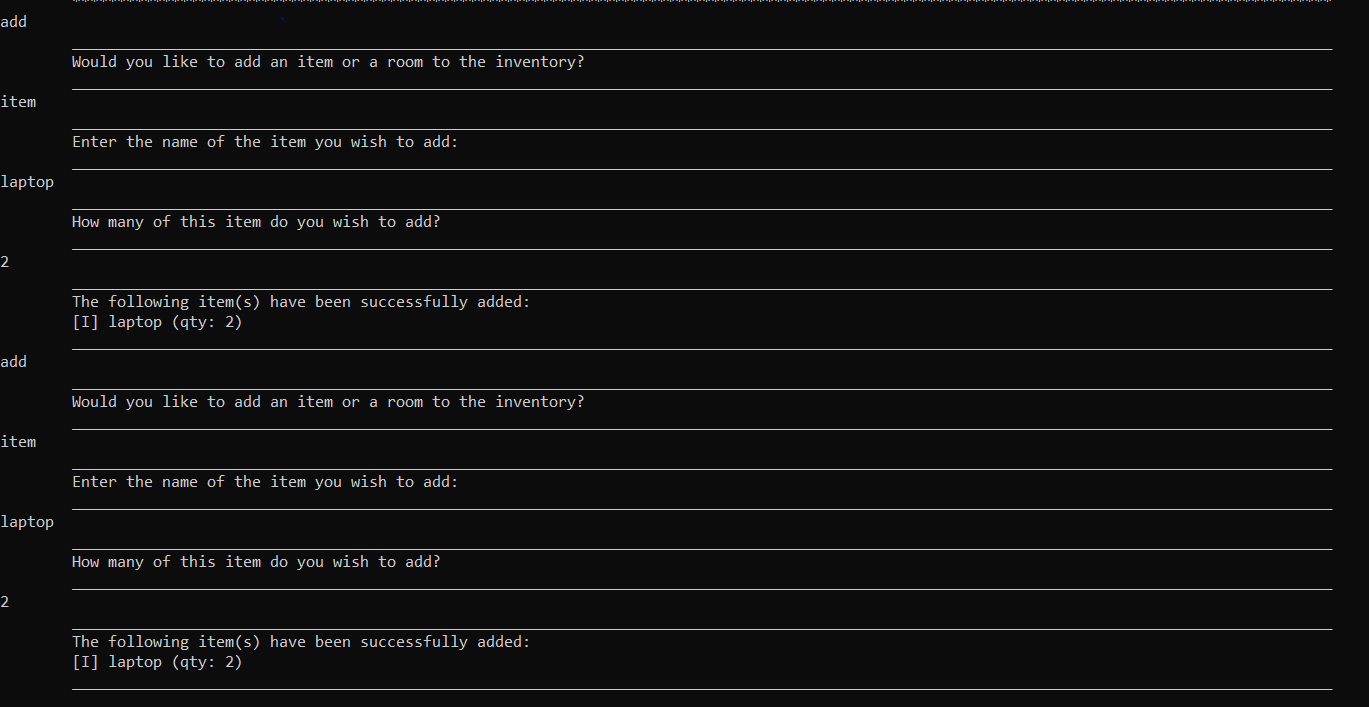 add
Would you like to add an item or a room to the inventory?
item
Enter the name of the item you wish to add:
laptop
How many of this item do you wish to add?
2
The following item(s) have been successfully added:
[I] laptop (qty: 2)
add
Would you like to add an item or a room to the inventory?
item
Enter the name of the item you wish to add:
laptop
How many of this item do you wish to add?
2
The following item(s) have been successfully added:
[I] laptop (qty: 2)